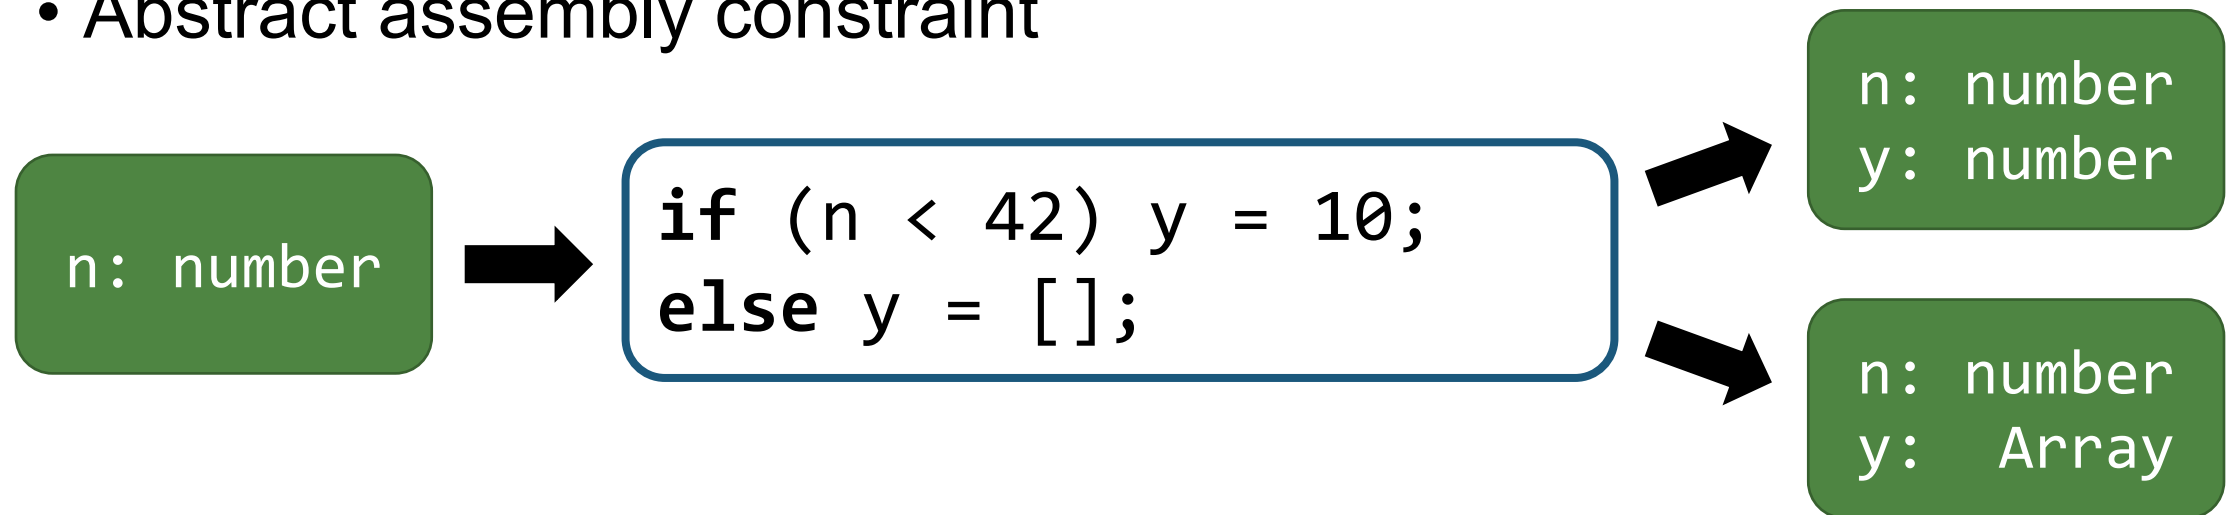 • Abstract assembly constraint
n: number
if (n < 42) y = 10;
else y = [];
n: number
y: number
n: number
y:  Array